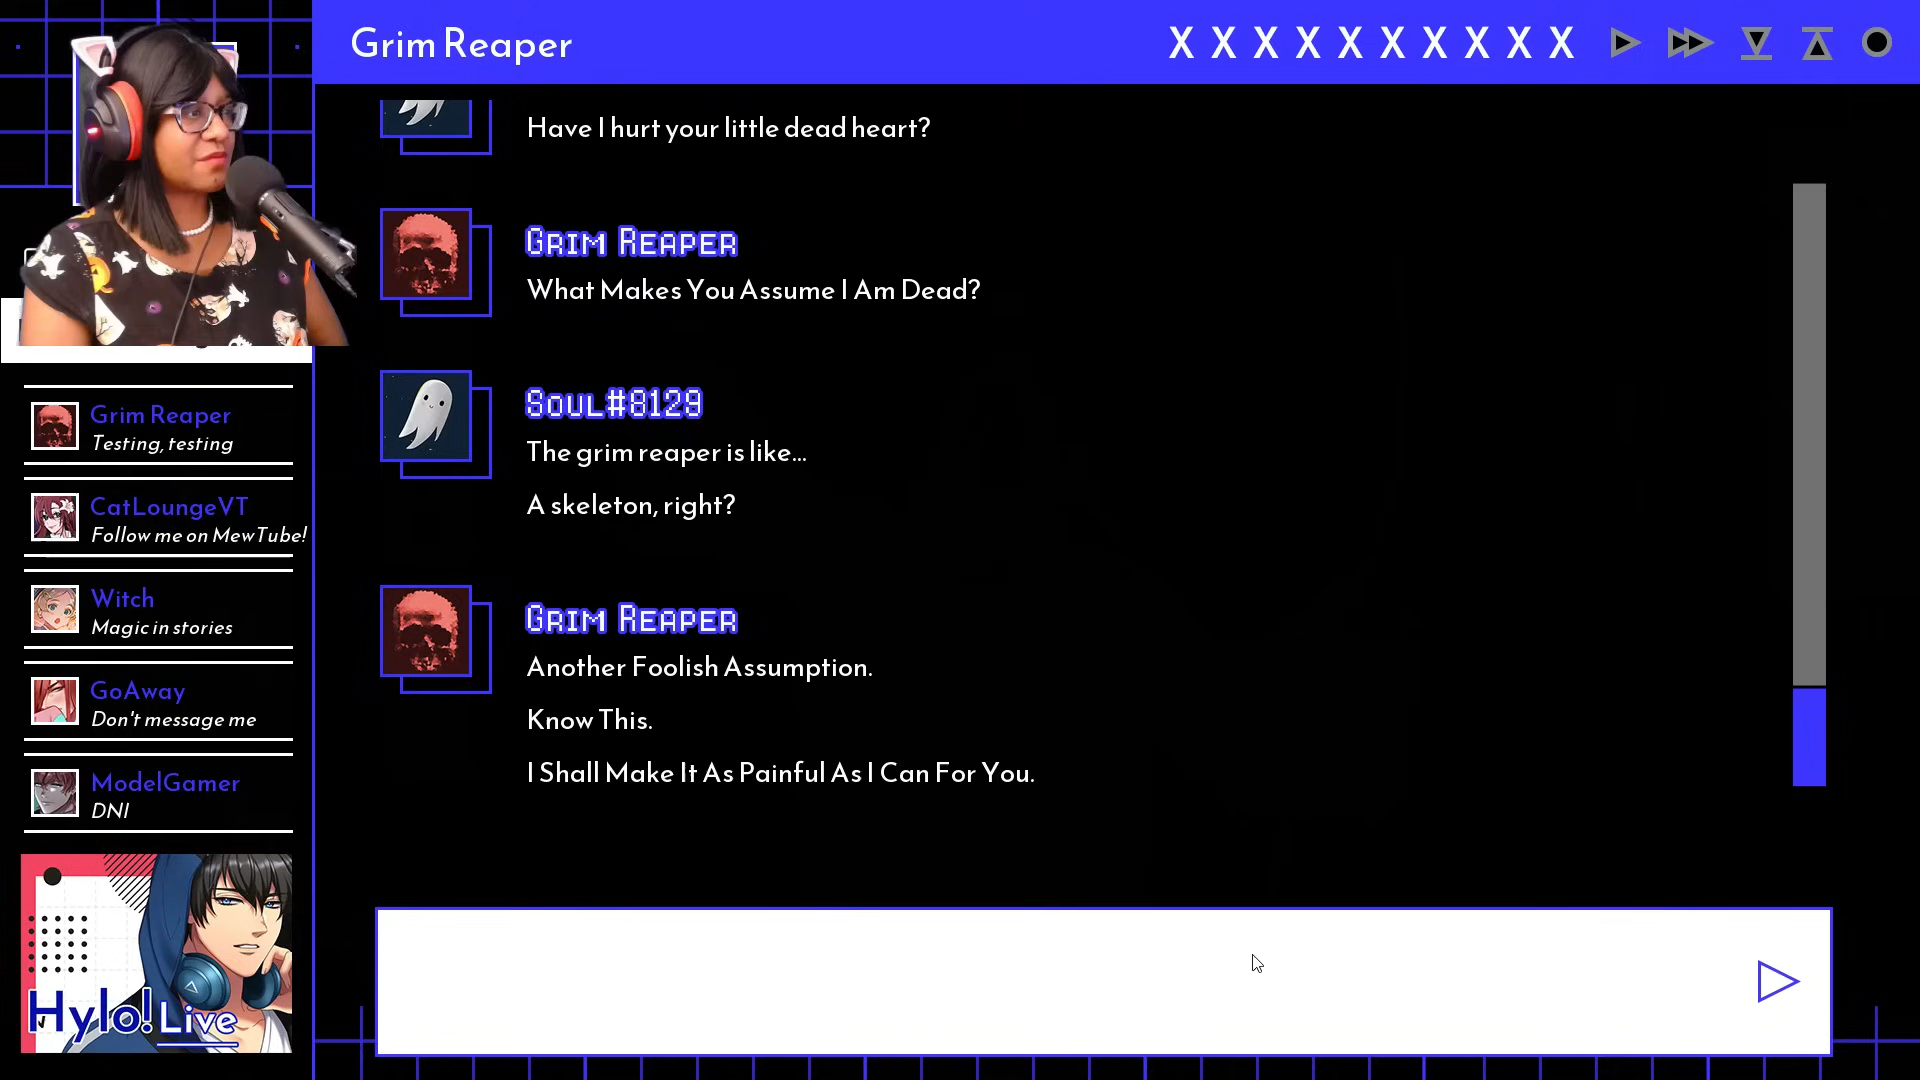 Grim Reaper
X X X X X X X X X X
Have I hurt your little dead heart?
Grim Reaper
What Makes You Assume I Am Dead?
Soul#8129
The grim reaper is like...
A skeleton, right?
Grim Reaper
Another Foolish Assumption.
Know This.
I Shall Make It As Painful As I Can For You.
Grim Reaper
Testing, testing
CatLoungeVT
Follow me on MewTube!
Witch
Magic in stories
GoAway
Don't message me
ModelGamer
DNI
Hylo! Live